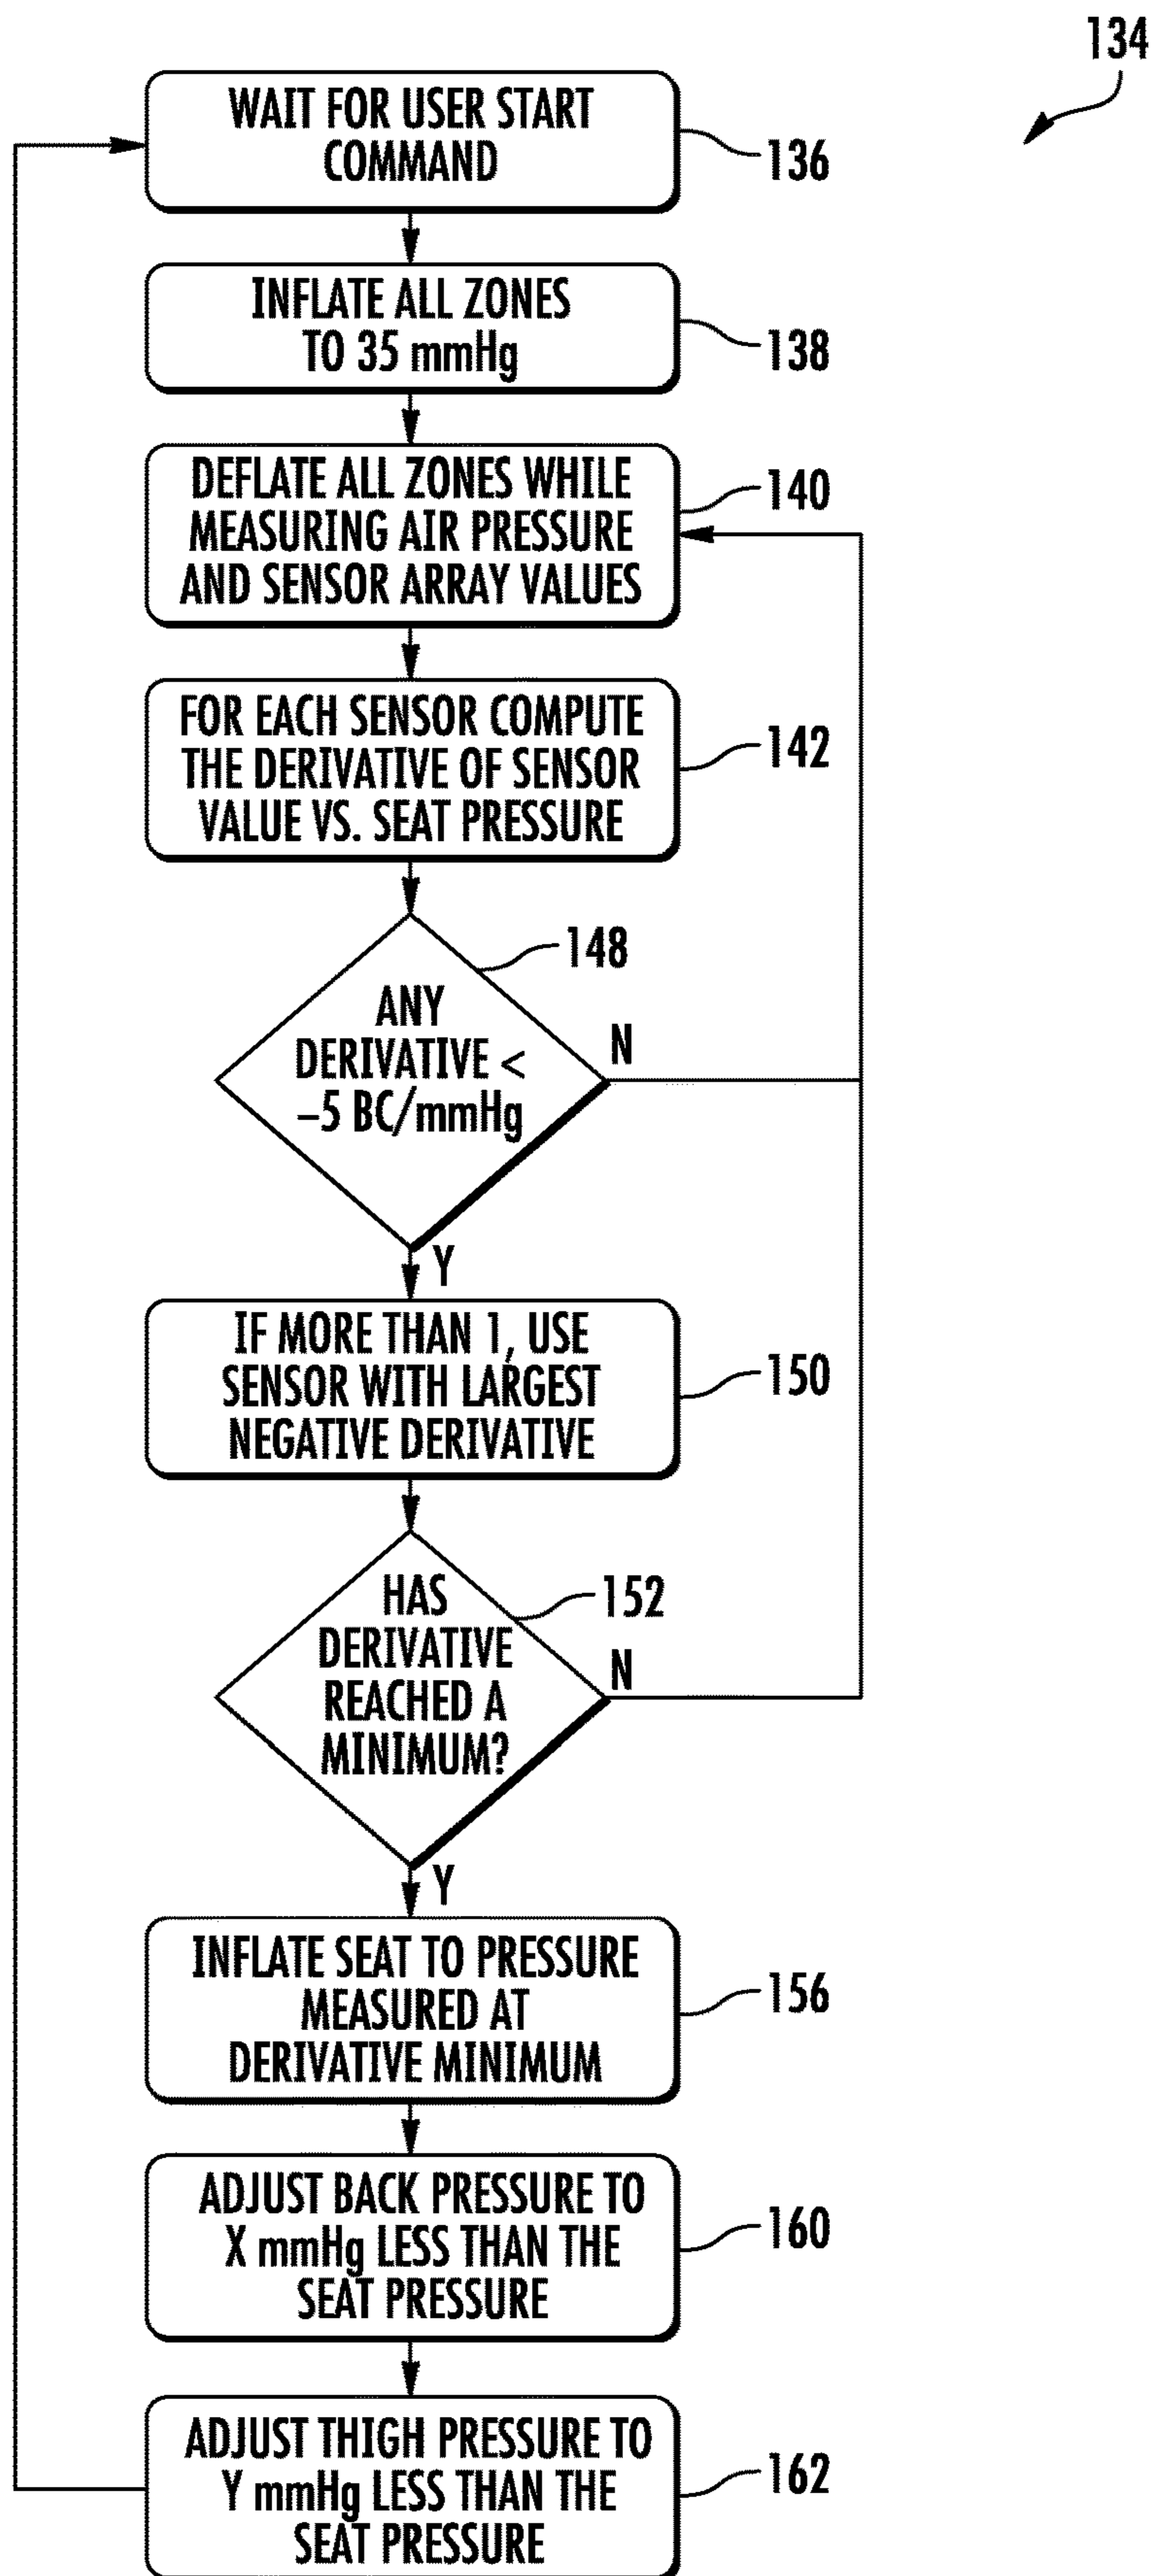 134
WAIT FOR USER START
COMMAND
136
INFLATE ALL ZONES
TO 35 mmHg
138
DEFLATE ALL ZONES WHILE
MEASURING AIR PRESSURE
AND SENSOR ARRAY VALUES
140
FOR EACH SENSOR COMPUTE
THE DERIVATIVE OF SENSOR
VALUE VS. SEAT PRESSURE
142
148
ANY
DERIVATIVE <
–5 BC/mmHg
N
Y
IF MORE THAN 1, USE
SENSOR WITH LARGEST
NEGATIVE DERIVATIVE
150
HAS
DERIVATIVE
REACHED A
MINIMUM?
152
N
Y
INFLATE SEAT TO PRESSURE
MEASURED AT
DERIVATIVE MINIMUM
156
ADJUST BACK PRESSURE TO
X mmHg LESS THAN THE
SEAT PRESSURE
160
ADJUST THIGH PRESSURE TO
Y mmHg LESS THAN THE
SEAT PRESSURE
162